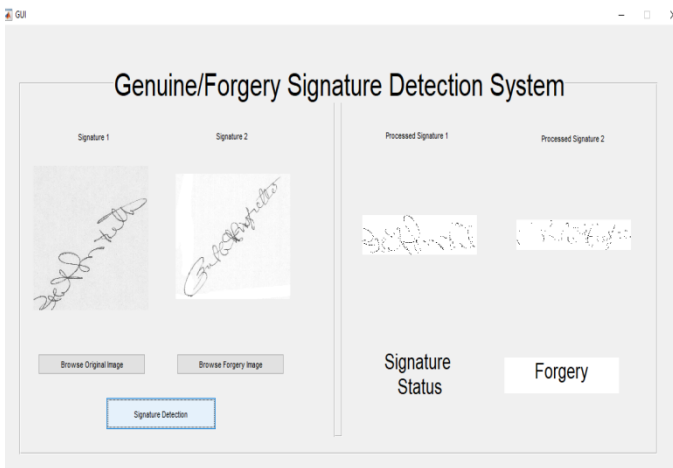 GUI
Genuine/Forgery Signature Detection System
Signature 1
Signature 2
Processed Signature 1
Processed Signature 2
Browse Original Image
Browse Forgery Image
Signature Detection
Signature
Status
Forgery